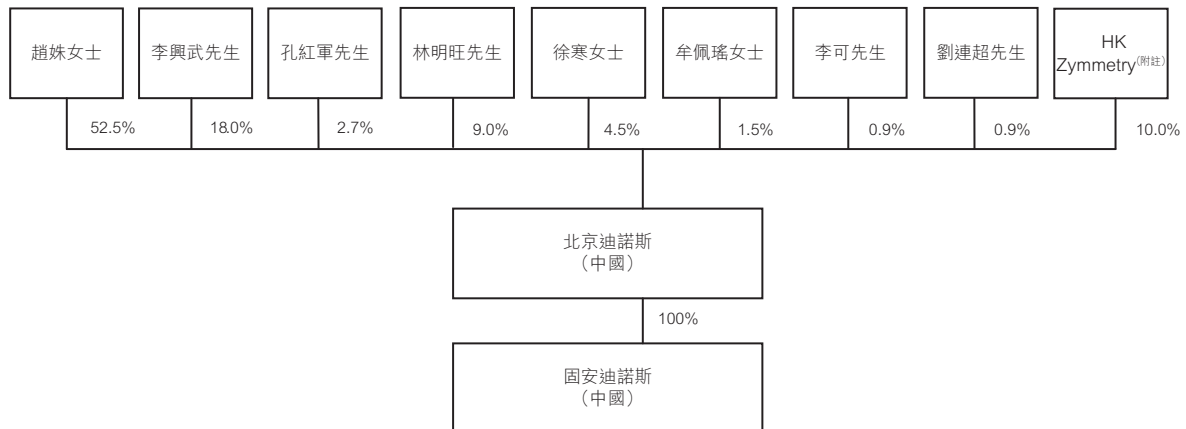 趙姝女士
李興武先生
孔紅軍先生
林明旺先生
徐寒女士
牟佩瑤女士
李可先生
劉連超先生
HK
Zymmetry(附註)
52.5%
18.0%
2.7%
9.0%
4.5%
1.5%
0.9%
0.9%
10.0%
北京迪諾斯
（中國）
100%
固安迪諾斯
（中國）